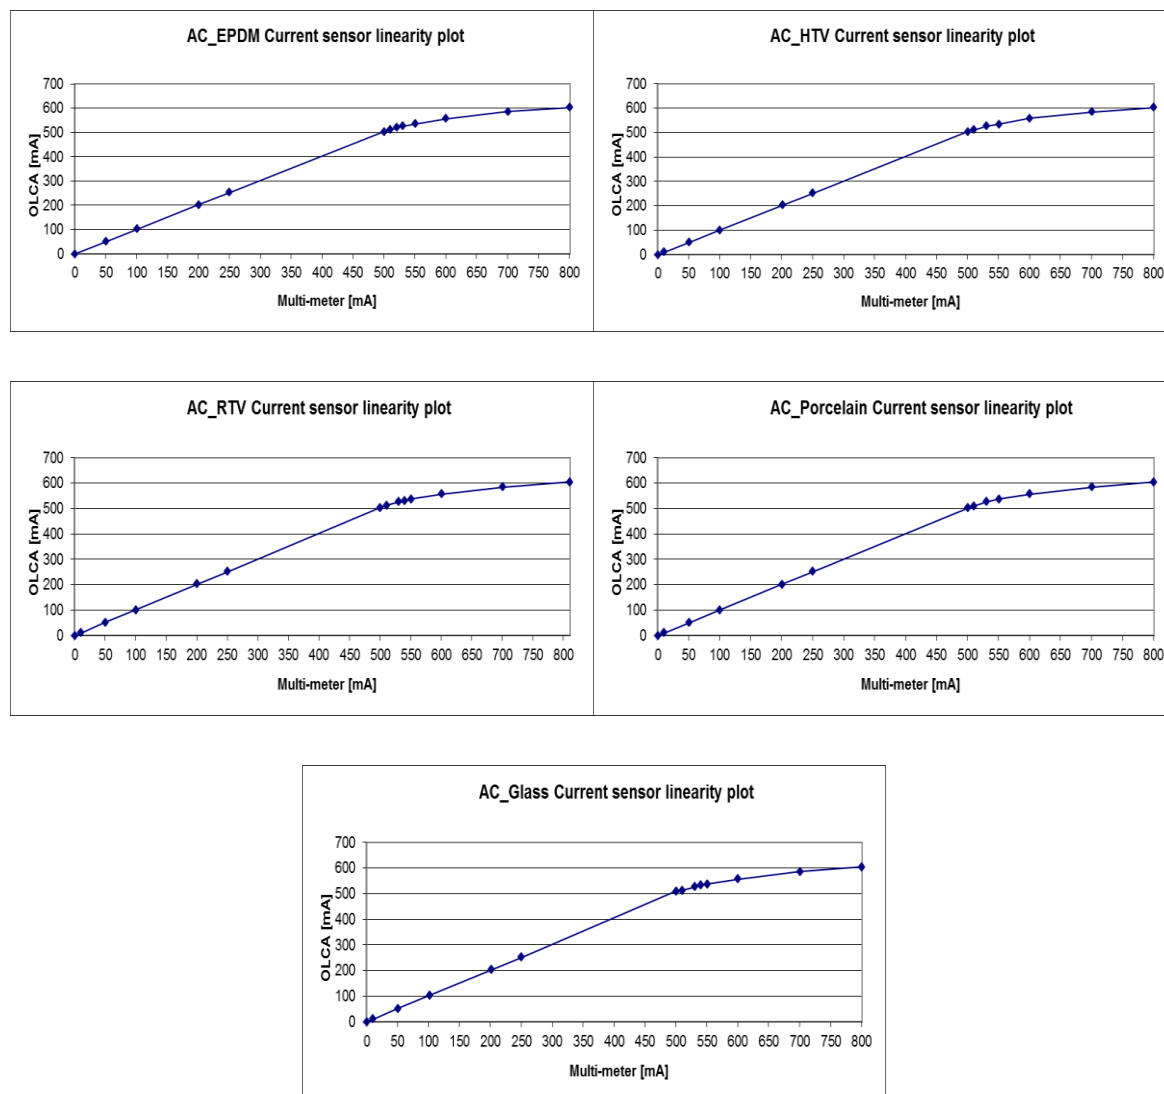 AC_EPDM Current sensor linearity plot
700
600
500
400
300
200
100
0
OLCA [mA]
0 50 100 150 200 250 300 350 400 450 500 550 600 650 700 750 800
Multi-meter [mA]
AC_HTV Current sensor linearity plot
700
600
500
400
300
200
100
0
OLCA [mA]
0 50 100 150 200 250 300 350 400 450 500 550 600 650 700 750 800
Multi-meter [mA]
AC_RTV Current sensor linearity plot
700
600
500
400
300
200
100
0
OLCA [mA]
0 50 100 150 200 250 300 350 400 450 500 550 600 650 700 750 800
Multi-meter [mA]
AC_Porcelain Current sensor linearity plot
700
600
500
400
300
200
100
0
OLCA [mA]
0 50 100 150 200 250 300 350 400 450 500 550 600 650 700 750 800
Multi-meter [mA]
AC_Glass Current sensor linearity plot
700
600
500
400
300
200
100
0
OLCA [mA]
0 50 100 150 200 250 300 350 400 450 500 550 600 650 700 750 800
Multi-meter [mA]